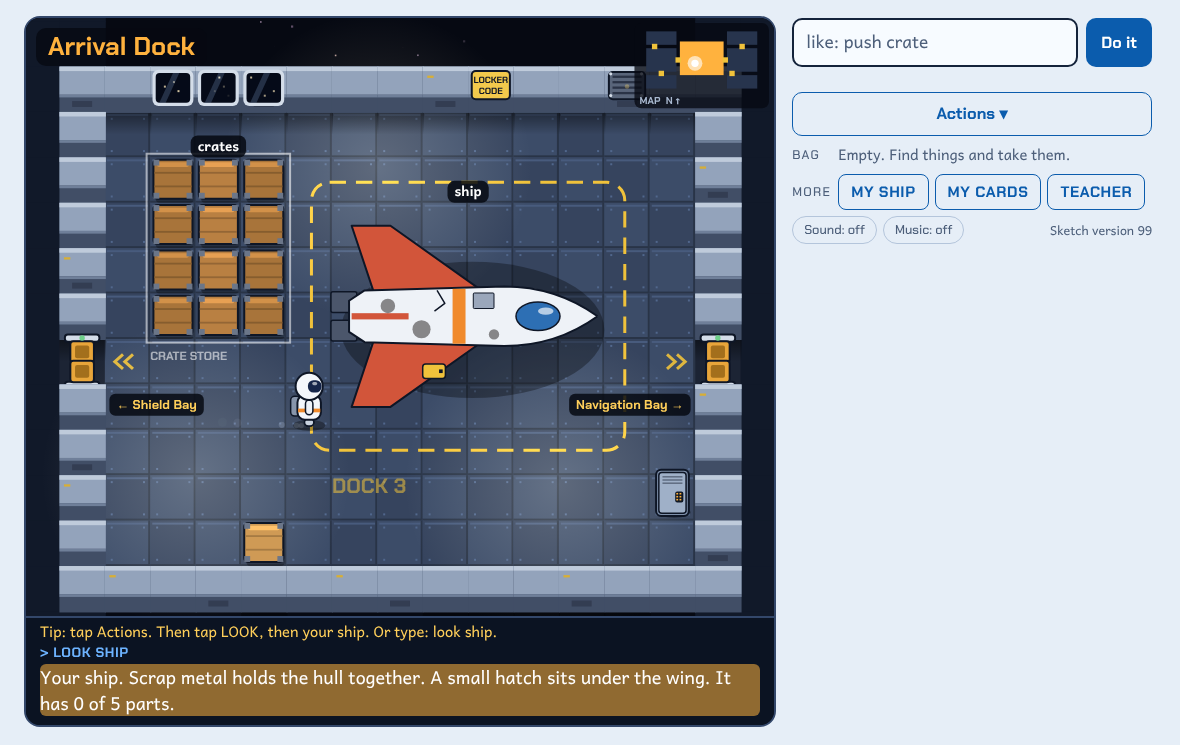 Arrival Dock
like: push crate
Do it
LOCKER
CODE
MAP N ↑
Actions ▾
crates
BAG Empty. Find things and take them.
ship
MORE MY SHIP MY CARDS TEACHER
Sound: off Music: off Sketch version 99
CRATE STORE
← Shield Bay
Navigation Bay →
DOCK 3
Tip: tap Actions. Then tap LOOK, then your ship. Or type: look ship.
> LOOK SHIP
Your ship. Scrap metal holds the hull together. A small hatch sits under the wing. It
has 0 of 5 parts.